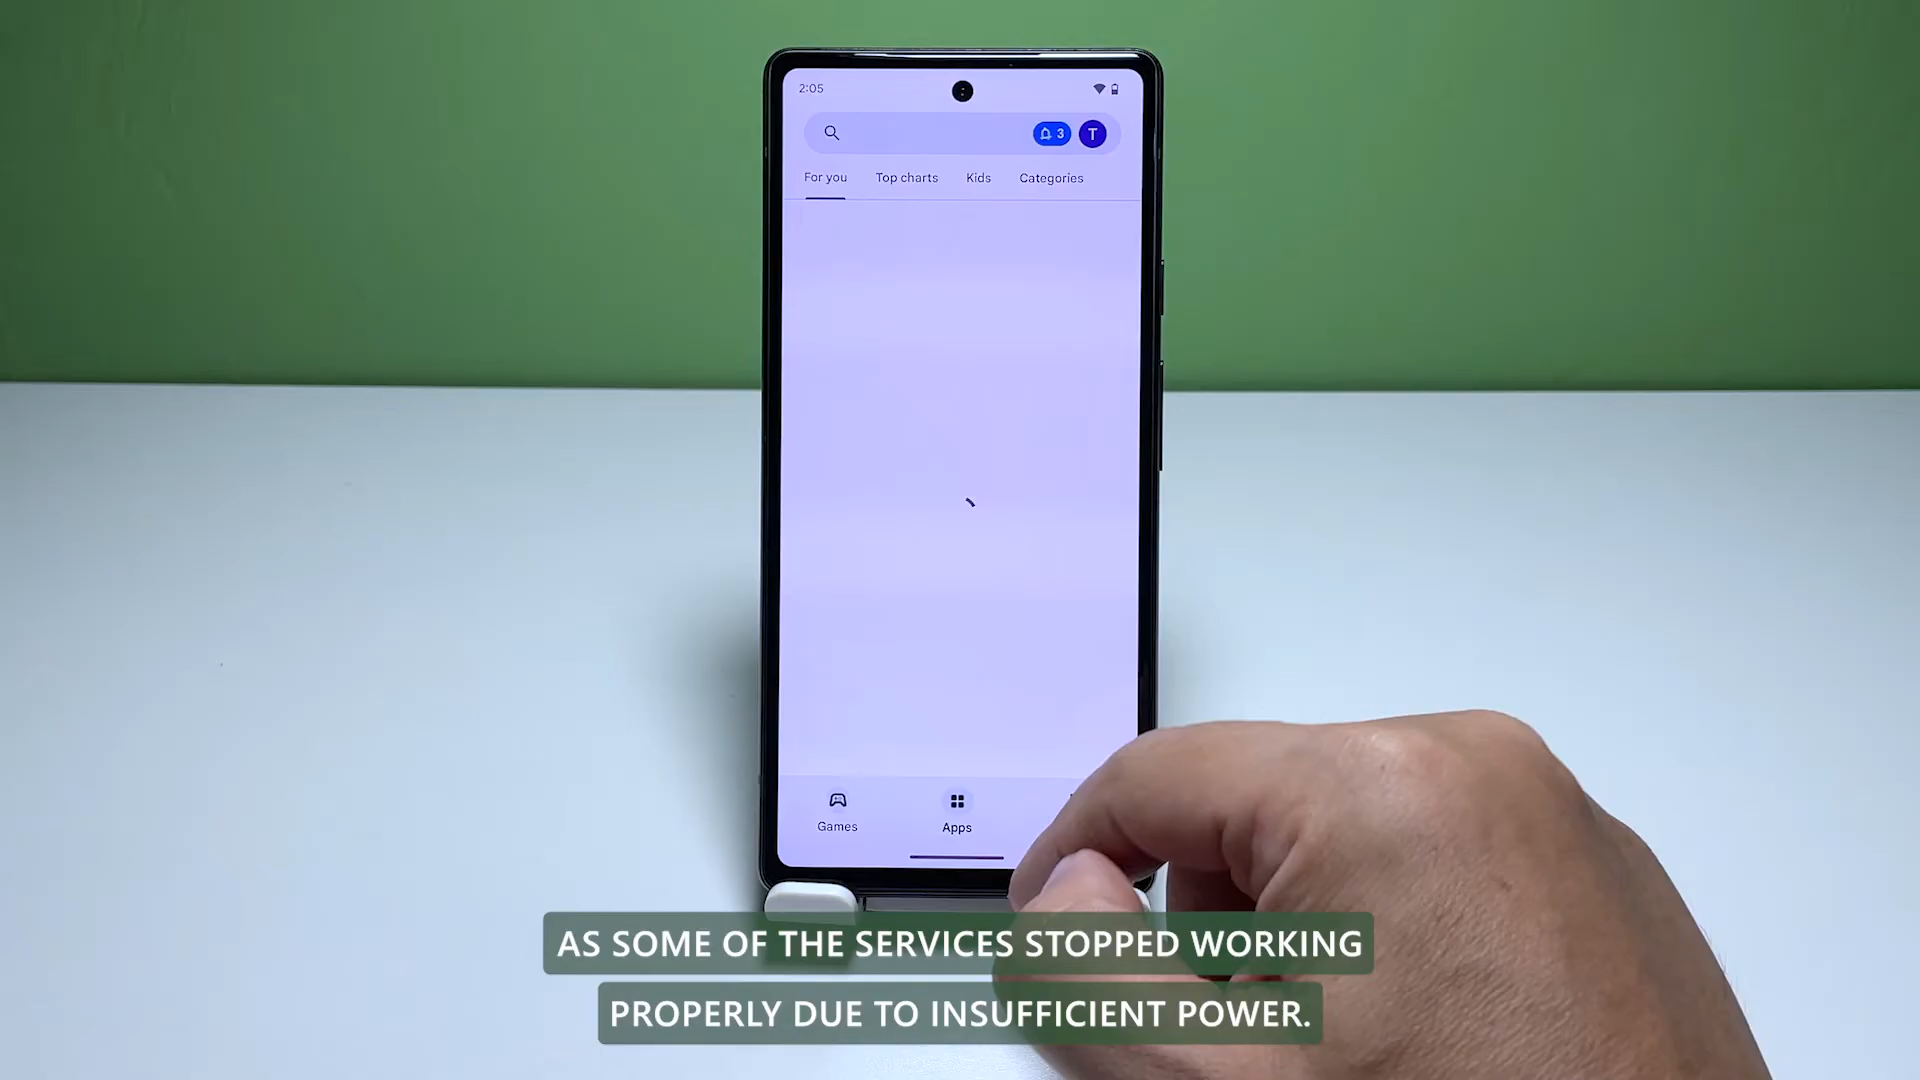 2:05
3 T
For you Top charts Kids Categories
Games Apps
AS SOME OF THE SERVICES STOPPED WORKING
PROPERLY DUE TO INSUFFICIENT POWER.